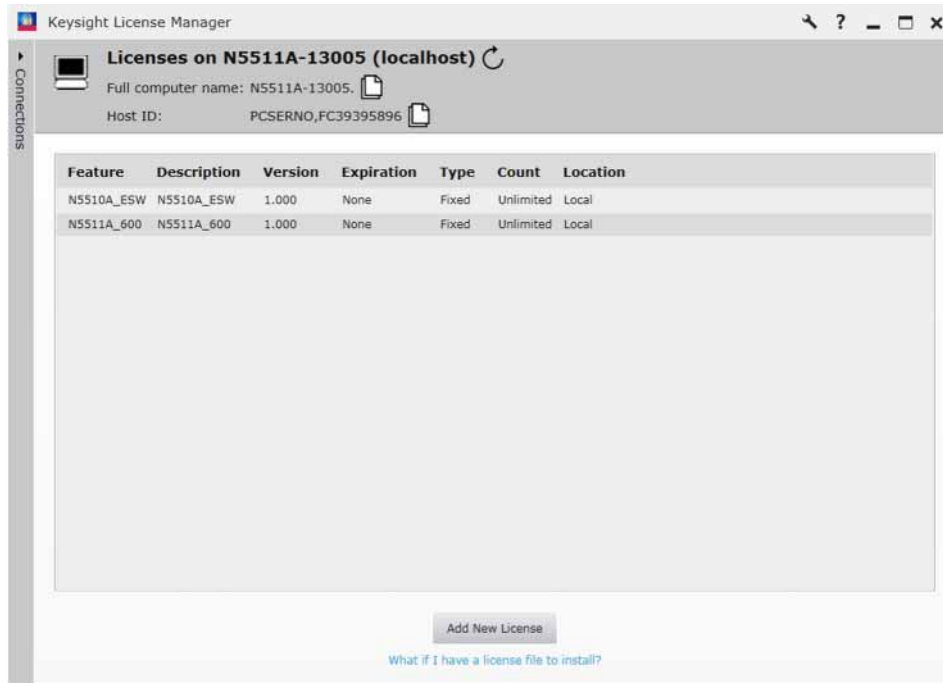 Keysight License Manager
?
Connections
Licenses on N5511A-13005 (localhost)
Full computer name: N5511A-13005.
Host ID: PCSERNO,FC39395896
Feature Description Version Expiration Type Count Location
N5510A_ESW N5510A_ESW 1.000 None Fixed Unlimited Local
N5511A_600 N5511A_600 1.000 None Fixed Unlimited Local
Add New License
What if I have a license file to install?